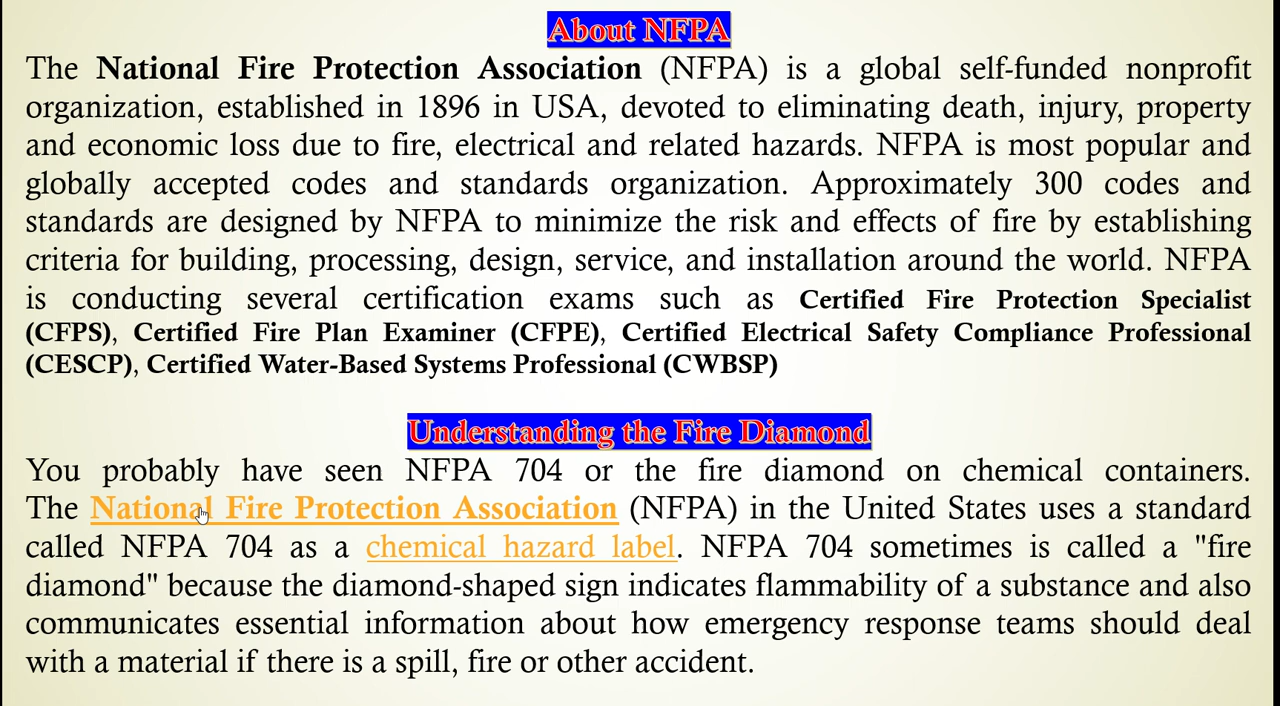 About NFPA
The National Fire Protection Association (NFPA) is a global self-funded nonprofit
organization, established in 1896 in USA, devoted to eliminating death, injury, property
and economic loss due to fire, electrical and related hazards. NFPA is most popular and
globally accepted codes and standards organization. Approximately 300 codes and
standards are designed by NFPA to minimize the risk and effects of fire by establishing
criteria for building, processing, design, service, and installation around the world. NFPA
is conducting several certification exams such as Certified Fire Protection Specialist
(CFPS), Certified Fire Plan Examiner (CFPE), Certified Electrical Safety Compliance Professional
(CESCP), Certified Water-Based Systems Professional (CWBSP)
Understanding the Fire Diamond
You probably have seen NFPA 704 or the fire diamond on chemical containers.
The National Fire Protection Association (NFPA) in the United States uses a standard
called NFPA 704 as a chemical hazard label. NFPA 704 sometimes is called a "fire
diamond" because the diamond-shaped sign indicates flammability of a substance and also
communicates essential information about how emergency response teams should deal
with a material if there is a spill, fire or other accident.